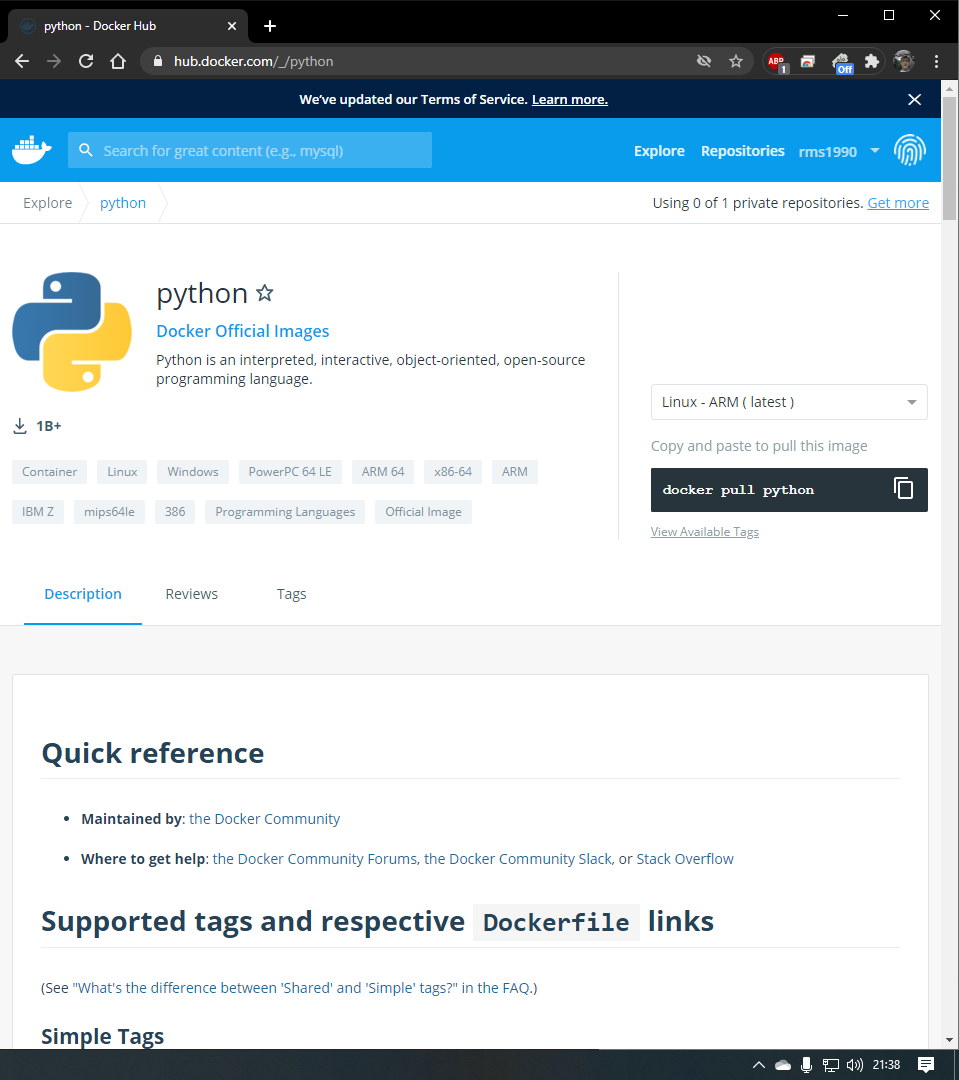 python - Docker Hub
hub.docker.com/_/python
ABP
1
Off
We've updated our Terms of Service. Learn more.
Search for great content (e.g., mysql)
Explore
Repositories
rms1990
Explore
python
Using 0 of 1 private repositories. Get more
python
Docker Official Images
Python is an interpreted, interactive, object-oriented, open-source
programming language.
1B+
Linux - ARM ( latest )
Copy and paste to pull this image
docker pull python
View Available Tags
Container
Linux
Windows
PowerPC 64 LE
ARM 64
x86-64
ARM
IBM Z
mips64le
386
Programming Languages
Official Image
Description
Reviews
Tags
Quick reference
• Maintained by: the Docker Community
• Where to get help: the Docker Community Forums, the Docker Community Slack, or Stack Overflow
Supported tags and respective Dockerfile links
(See "What's the difference between 'Shared' and 'Simple' tags?" in the FAQ.)
Simple Tags
21:38